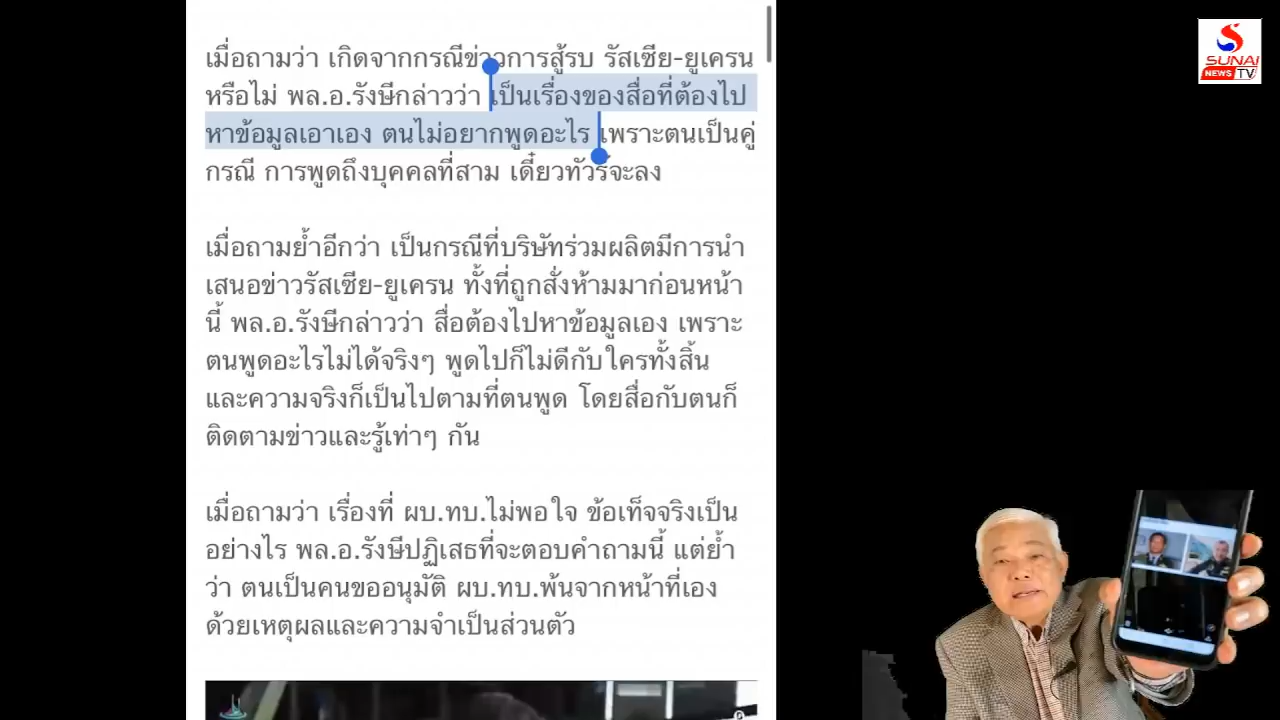 เมื่อถามว่า เกิดจากกรณีข่าวการสู้รบ รัสเซีย-ยูเครน
หรือไม่ พล.อ.รังษีกล่าวว่า เป็นเรื่องของสื่อที่ต้องไป
หาข้อมูลเอาเอง ตนไม่อยากพูดอะไร เพราะตนเป็นคู่
กรณี การพูดถึงบุคคลที่สาม เดี๋ยวทัวร์จะลง
เมื่อถามย้ำอีกว่า เป็นกรณีที่บริษัทร่วมผลิตมีการนำ
เสนอข่าวรัสเซีย-ยูเครน ทั้งที่ถูกสั่งห้ามมาก่อนหน้า
นี้ พล.อ.รังษีกล่าวว่า สื่อต้องไปหาข้อมูลเอง เพราะ
ตนพูดอะไรไม่ได้จริงๆ พูดไปก็ไม่ดีกับใครทั้งสิ้น
และความจริงก็เป็นไปตามที่ตนพูด โดยสื่อกับตนก็
ติดตามข่าวและรู้เท่าๆ กัน
เมื่อถามว่า เรื่องที่ ผบ.ทบ.ไม่พอใจ ข้อเท็จจริงเป็น
อย่างไร พล.อ.รังษีปฏิเสธที่จะตอบคำถามนี้ แต่ย้ำ
ว่า ตนเป็นคนขออนุมัติ ผบ.ทบ.พ้นจากหน้าที่เอง
ด้วยเหตุผลและความจำเป็นส่วนตัว
SUNAI
NEWS TV